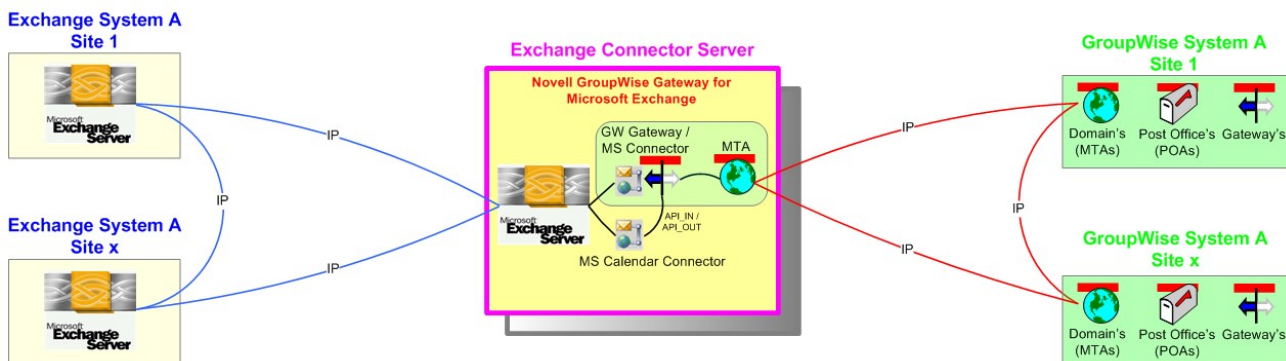 Exchange System A
Site 1
Microsoft
Exchange Server
IP
IP
Exchange System A
Site x
Microsoft
Exchange Server
IP
Exchange Connector Server
Novell GroupWise Gateway for
Microsoft Exchange
GW Gateway /
MS Connector
MTA
Microsoft
Exchange Server
API_IN /
API_OUT
MS Calendar Connector
IP
IP
IP
GroupWise System A
Site 1
Domain's
(MTAs)
Post Office's
(POAs)
Gateway's
GroupWise System A
Site x
Domain's
(MTAs)
Post Office's
(POAs)
Gateway's